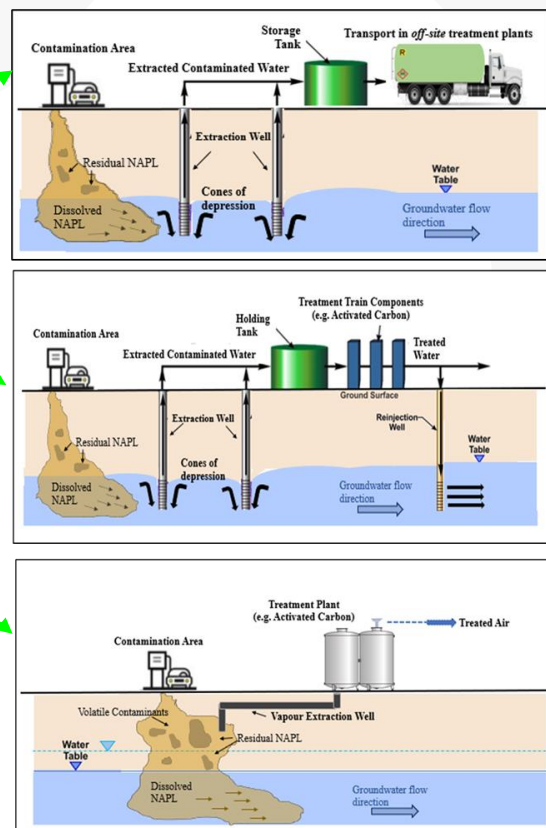 Storage
Tank
Transport in off-site treatment plants
Contamination Area
Extracted Contaminated Water
R
Extraction Well
Residual NAPL
Cones of
depression
Water
Table
Dissolved
NAPL
Groundwater flow
direction
Treatment Train Components
(e.g. Activated Carbon)
Holding
Tank
Contamination Area
Extracted Contaminated Water
Treated
Water
Ground Surface
Extraction Well
Reinjection
Well
Residual NAPL
Cones of
depression
Water
Table
Dissolved
NAPL
Groundwater flow
direction
Treatment Plant
(e.g. Activated Carbon)
Treated Air
Contamination Area
Volatile Contaminants
Vapour Extraction Well
Residual NAPL
Water
Table
Dissolved
NAPL
Groundwater flow
direction